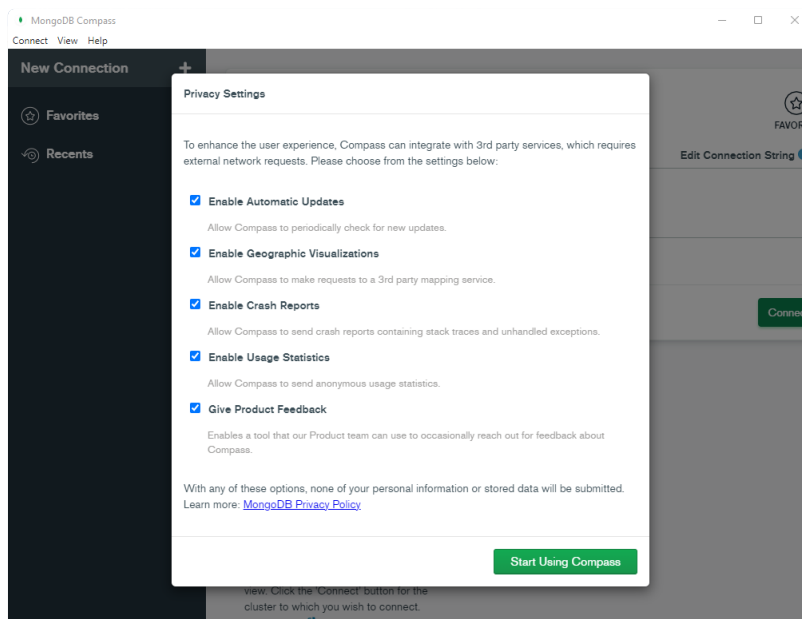 MongoDB Compass
Connect View Help
New Connection
Favorites
Recents
Privacy Settings
To enhance the user experience, Compass can integrate with 3rd party services, which requires
external network requests. Please choose from the settings below:
Enable Automatic Updates
Allow Compass to periodically check for new updates.
Enable Geographic Visualizations
Allow Compass to make requests to a 3rd party mapping service.
Enable Crash Reports
Allow Compass to send crash reports containing stack traces and unhandled exceptions.
Enable Usage Statistics
Allow Compass to send anonymous usage statistics.
Give Product Feedback
Enables a tool that our Product team can use to occasionally reach out for feedback about
Compass.
With any of these options, none of your personal information or stored data will be submitted.
Learn more: MongoDB Privacy Policy
Start Using Compass
FAVOR
Edit Connection String
Connec
view. Click the 'Connect' button for the
cluster to which you wish to connect.